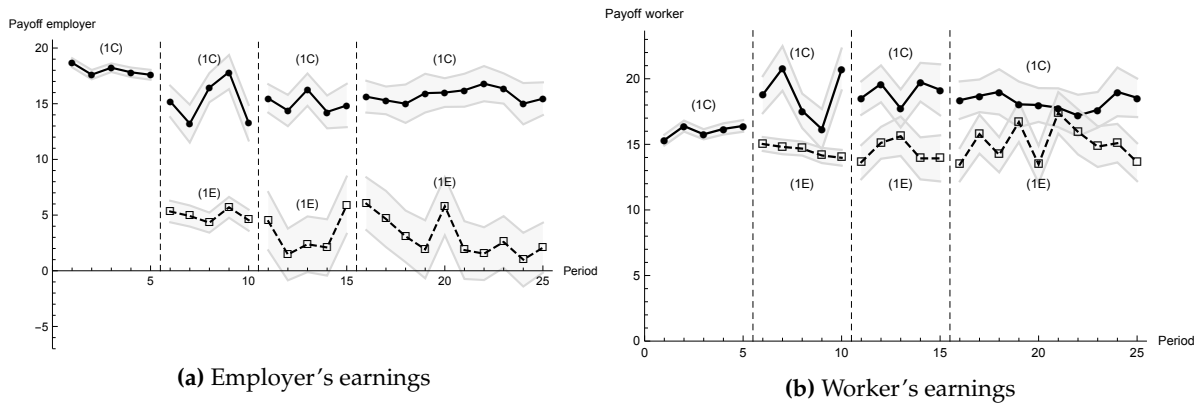 Payoff employer
20
15
10
5
0
−5
(1C)
(1C)
(1C)
(1C)
(1E)
(1E)
(1E)
5
10
15
20
25
Period
(a) Employer's earnings
Payoff worker
20
15
10
5
0
(1C)
(1C)
(1C)
(1C)
(1E)
(1E)
(1E)
0
5
10
15
20
25
Period
(b) Worker's earnings